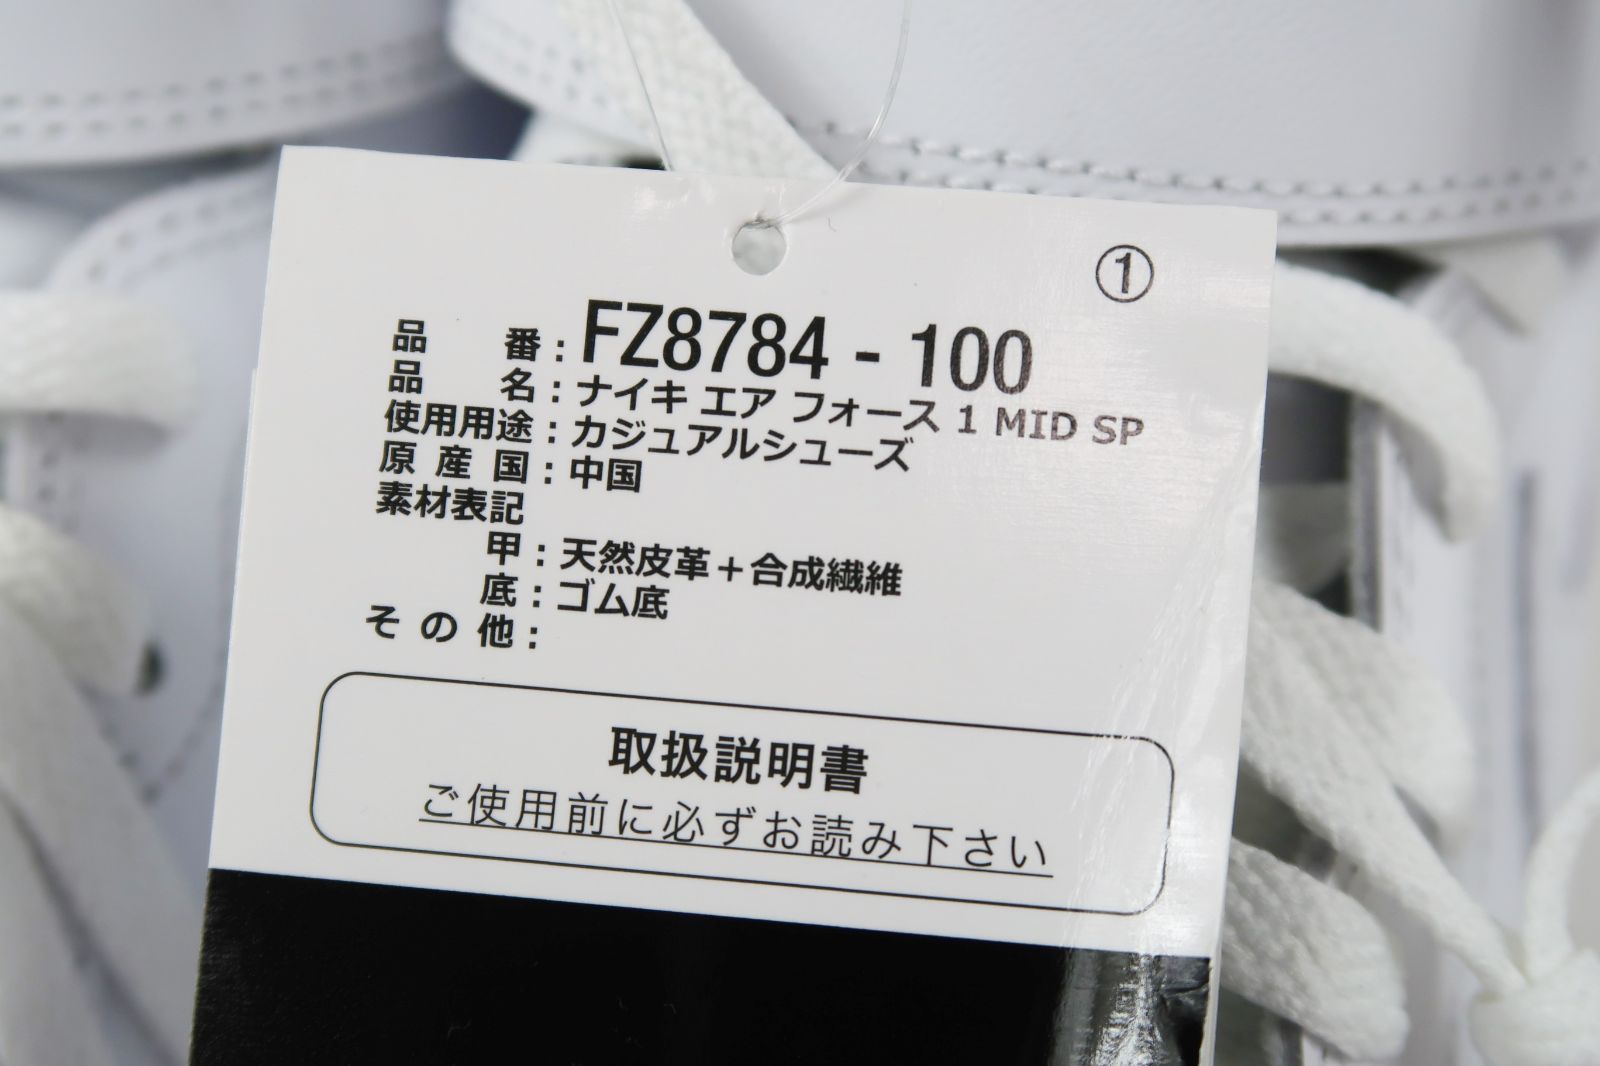 ①
品番：FZ8784 - 100
品名：ナイキ エア フォース 1 MID SP
使用用途：カジュアルシューズ
原産国：中国
素材表記
甲：天然皮革＋合成繊維
底：ゴム底
その他：
取扱説明書
ご使用前に必ずお読み下さい